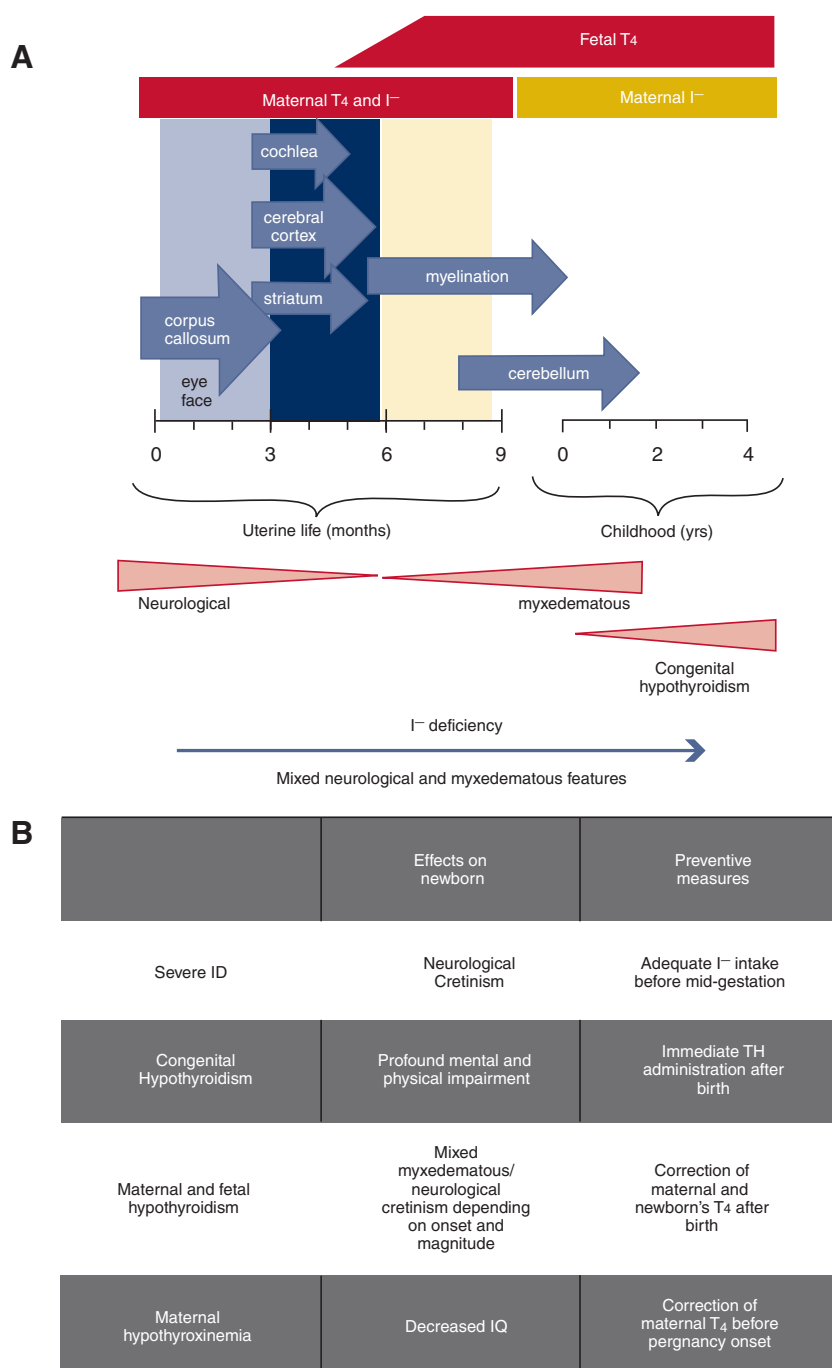 A
Fetal T4
Maternal T4 and I–
Maternal I–
cochlea
cerebral
cortex
myelination
striatum
corpus
callosum
cerebellum
eye
face
0 3 6 9 0 2 4
Uterine life (months)
Childhood (yrs)
Neurological
myxedematous
Congenital
hypothyroidism
I– deficiency
Mixed neurological and myxedematous features
B
Effects on
newborn
Preventive
measures
Severe ID
Neurological
Cretinism
Adequate I– intake
before mid-gestation
Congenital
Hypothyroidism
Profound mental and
physical impairment
Immediate TH
administration after
birth
Maternal and fetal
hypothyroidism
Mixed
myxedematous/
neurological
cretinism depending
on onset and
magnitude
Correction of
maternal and
newborn's T4 after
birth
Maternal
hypothyroxinemia
Decreased IQ
Correction of
maternal T4 before
pergnancy onset